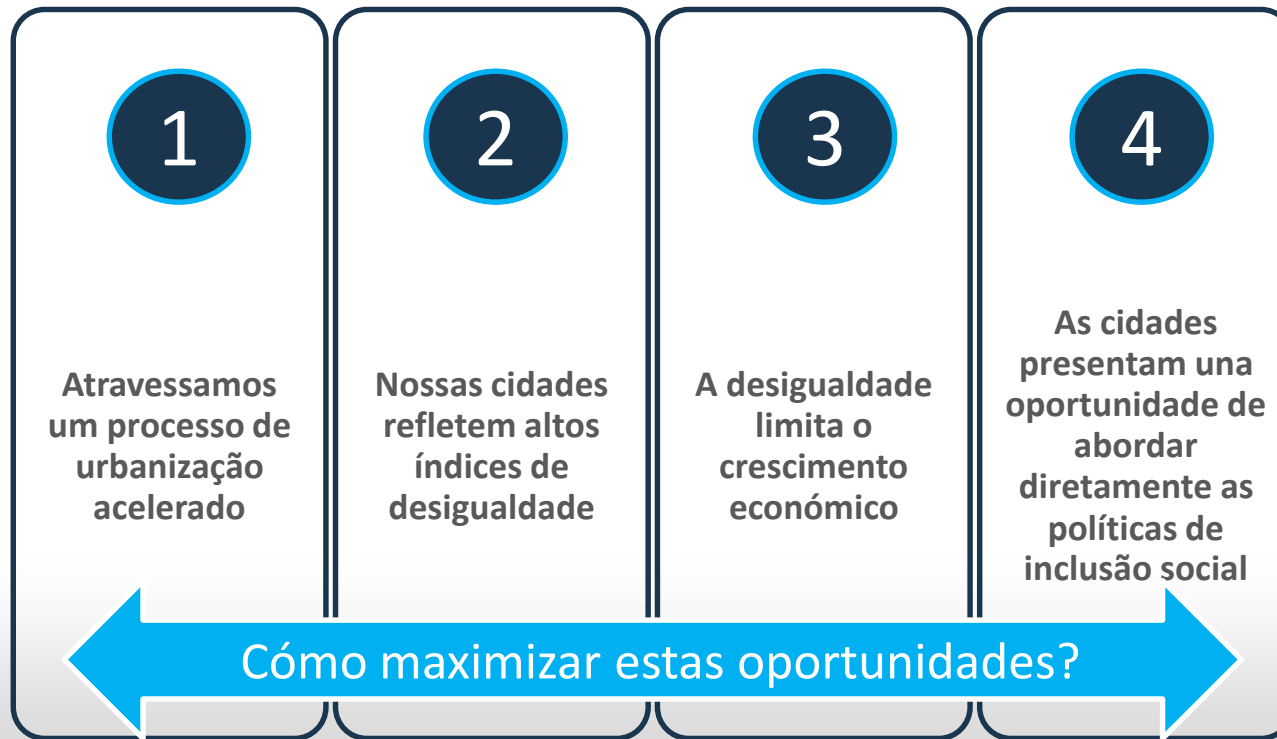 1
Atravessamos
um processo de
urbanização
acelerado
2
Nossas cidades
refletem altos
índices de
desigualdade
3
A desigualdade
limita o
crescimento
económico
4
As cidades
presentam una
oportunidade de
abordar
diretamente as
políticas de
inclusão social
Cómo maximizar estas oportunidades?